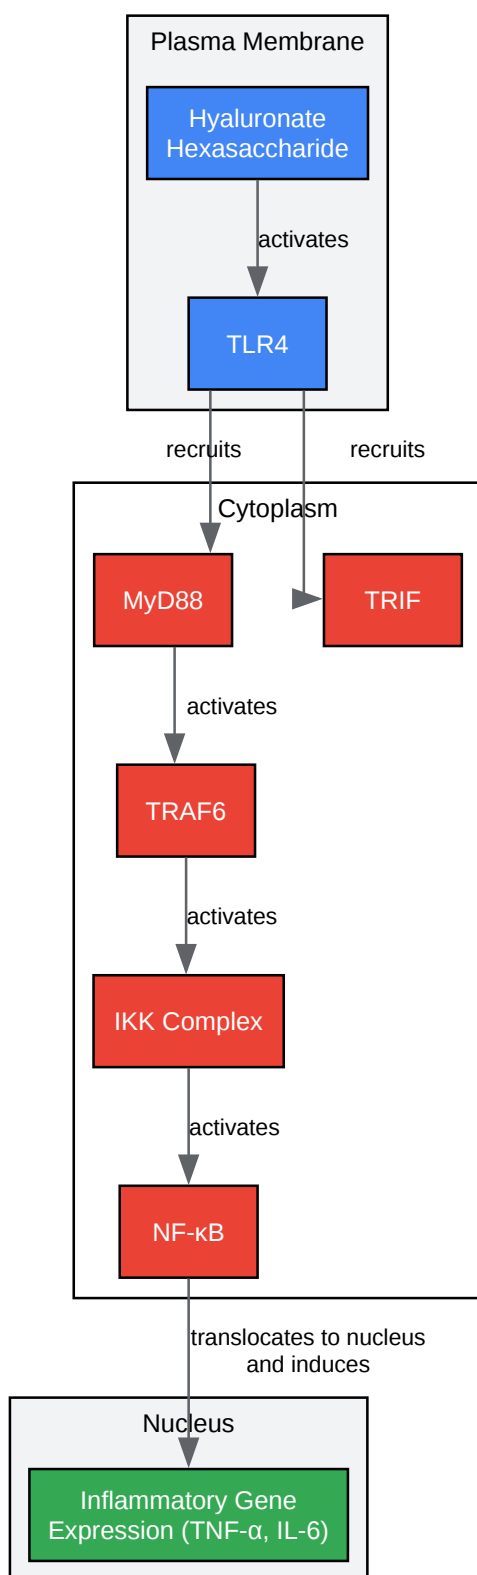 Plasma Membrane
Hyaluronate
Hexasaccharide
activates
TLR4
recruits
recruits
Cytoplasm
MyD88
TRIF
activates
TRAF6
activates
IKK Complex
activates
NF-κB
translocates to nucleus
and induces
Nucleus
Inflammatory Gene
Expression (TNF-α, IL-6)